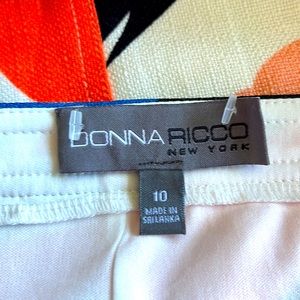 DONNA RICCO
NEW YORK
10
MADE IN
SRI LANKA